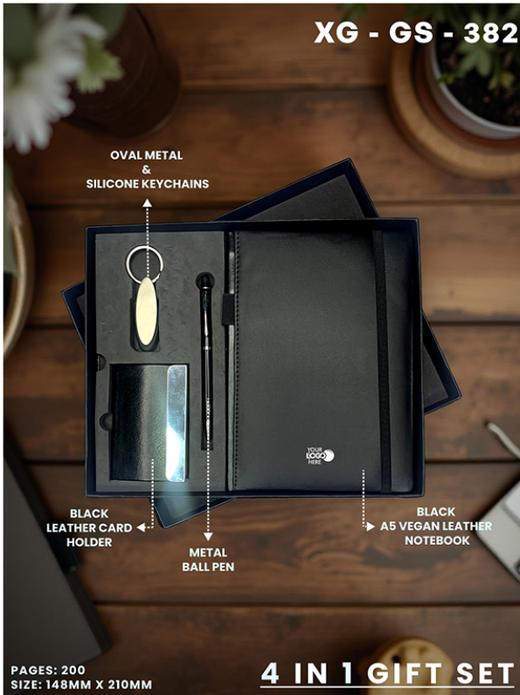 XG - GS - 382
OVAL METAL
&
SILICONE KEYCHAINS
YOUR
LOGO
HERE
BLACK
LEATHER CARD
HOLDER
METAL
BALL PEN
BLACK
A5 VEGAN LEATHER
NOTEBOOK
PAGES: 200
SIZE: 148MM X 210MM
4 IN 1 GIFT SET